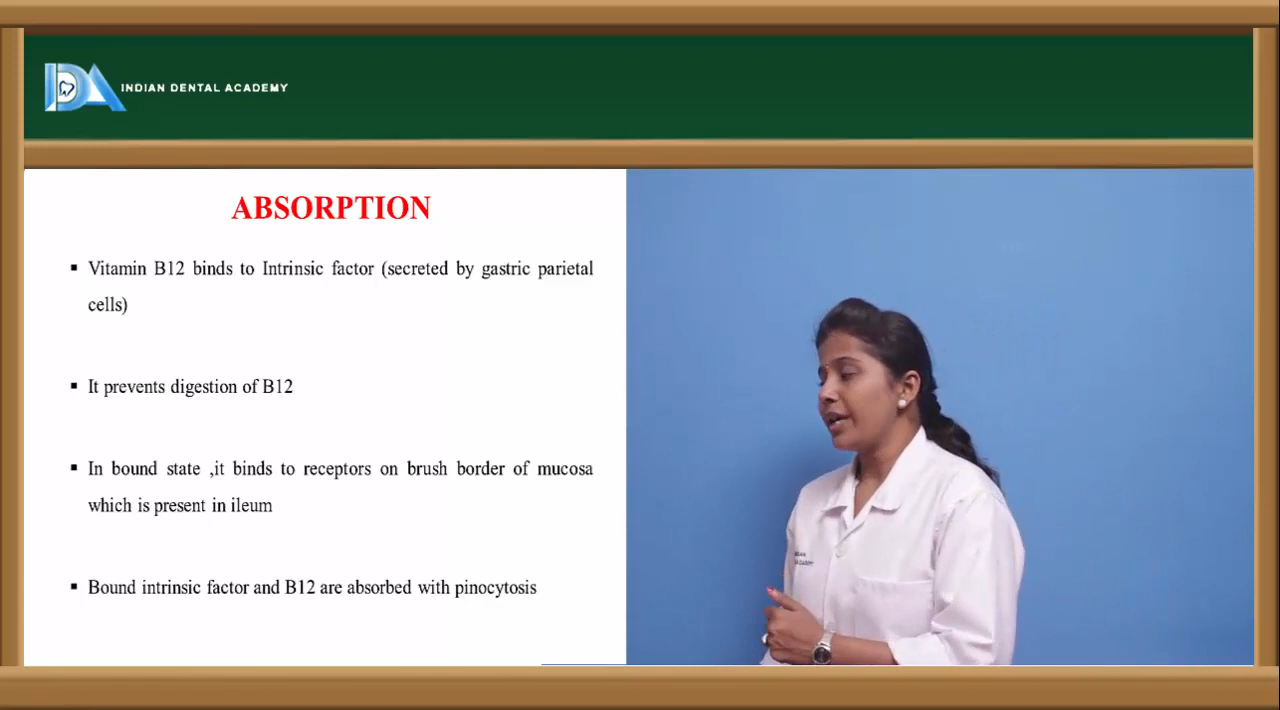 INDIAN DENTAL ACADEMY
ABSORPTION
▪ Vitamin B12 binds to Intrinsic factor (secreted by gastric parietal
cells)
▪ It prevents digestion of B12
▪ In bound state ,it binds to receptors on brush border of mucosa
which is present in ileum
▪ Bound intrinsic factor and B12 are absorbed with pinocytosis